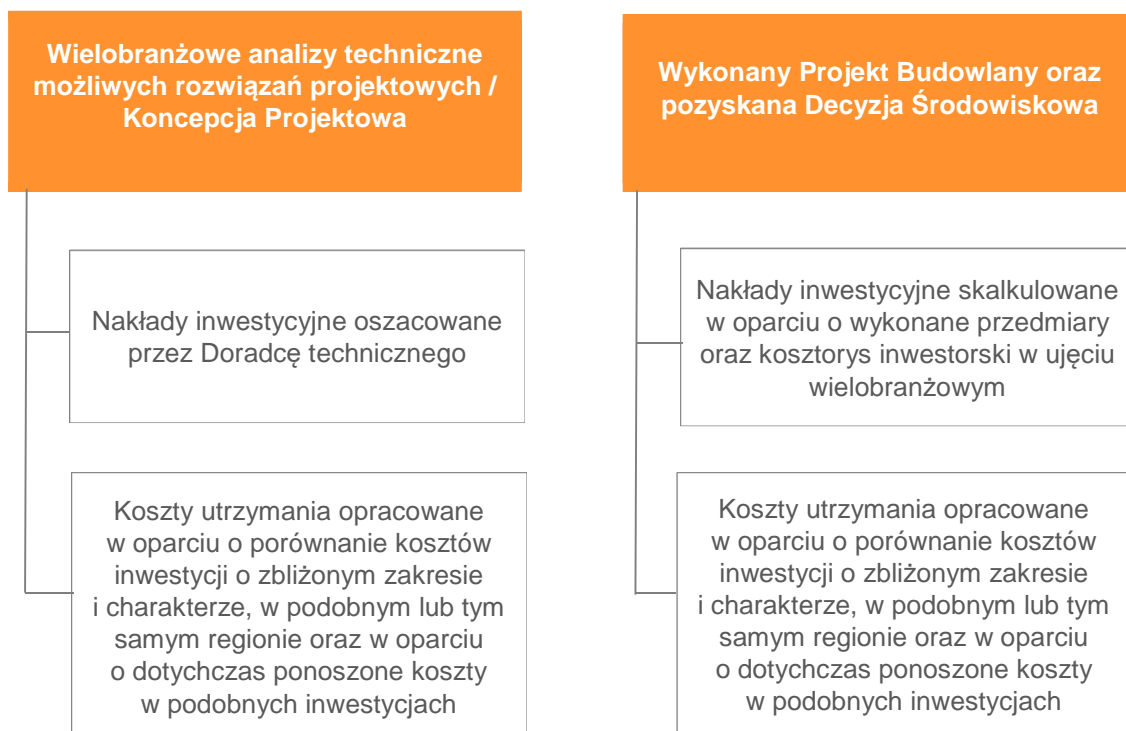 Wielobranżowe analizy techniczne
możliwych rozwiązań projektowych /
Koncepcja Projektowa
Nakłady inwestycyjne oszacowane
przez Doradcę technicznego
Koszty utrzymania opracowane
w oparciu o porównanie kosztów
inwestycji o zbliżonym zakresie
i charakterze, w podobnym lub tym
samym regionie oraz w oparciu
o dotychczas ponoszone koszty
w podobnych inwestycjach
Wykonany Projekt Budowlany oraz
pozyskana Decyzja Środowiskowa
Nakłady inwestycyjne skalkulowane
w oparciu o wykonane przedmiary
oraz kosztorys inwestorski w ujęciu
wielobranżowym
Koszty utrzymania opracowane
w oparciu o porównanie kosztów
inwestycji o zbliżonym zakresie
i charakterze, w podobnym lub tym
samym regionie oraz w oparciu
o dotychczas ponoszone koszty
w podobnych inwestycjach